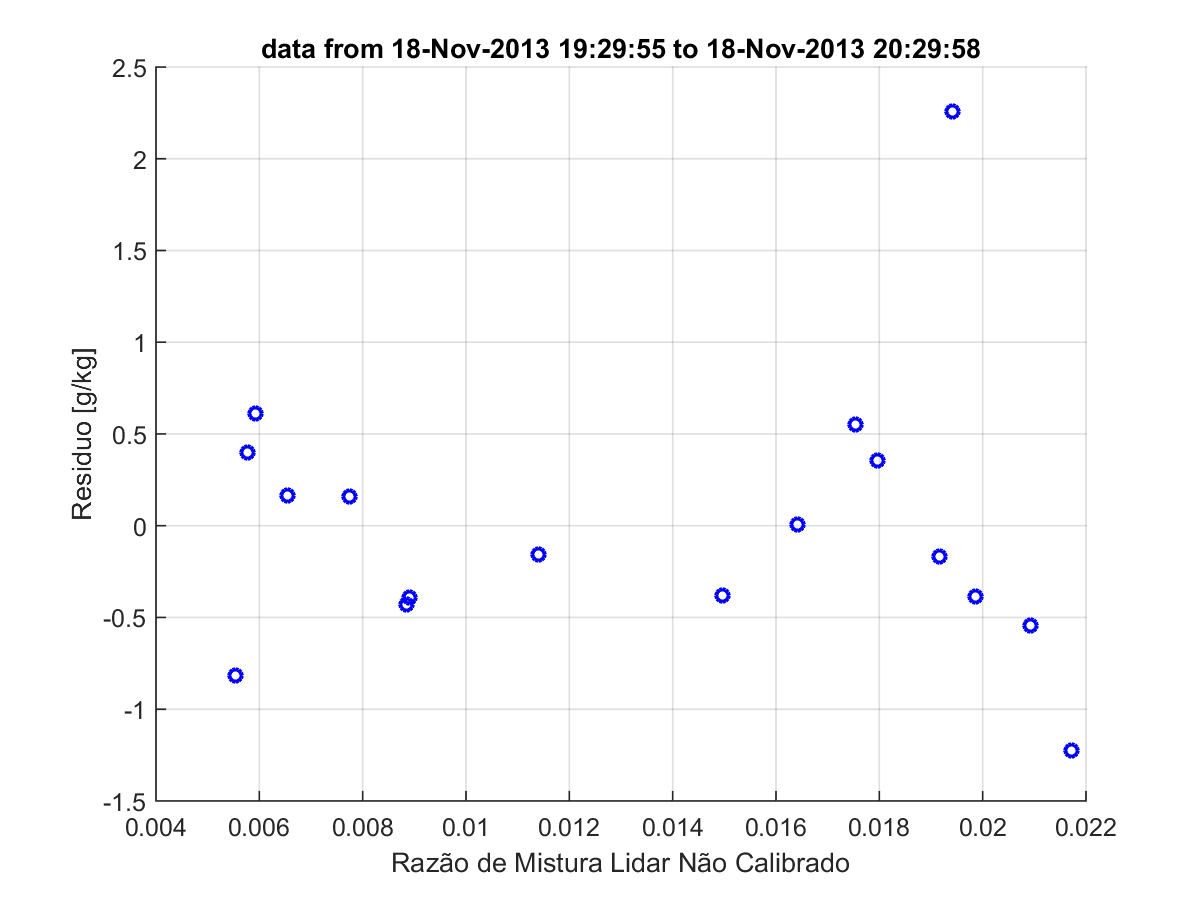 data from 18-Nov-2013 19:29:55 to 18-Nov-2013 20:29:58
2.5
2
1.5
1
0.5
0
-0.5
-1
-1.5
Residuo [g/kg]
0.004 0.006 0.008 0.01 0.012 0.014 0.016 0.018 0.02 0.022
Razão de Mistura Lidar Não Calibrado